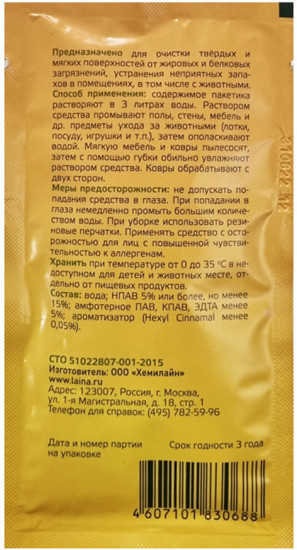 Предназначено для очистки твёрдых и
мягких поверхностей от жировых и белковых
загрязнений, устранения неприятных запа-
хов в помещениях, в том числе с животными.
Способ применения: содержимое пакетика
растворяют в 3 литрах воды. Раствором
средства промывают полы, стены, мебель и
др. предметы ухода за животными (лотки,
посуду, игрушки и т.п.), затем ополаскивают
водой. Мягкую мебель и ковры пылесосят,
затем с помощью губки обильно увлажняют
раствором средства. Ковры обрабатывают с
двух сторон.
Меры предосторожности: не допускать по-
падания средства в глаза. При попадании в
глаза немедленно промыть большим количе-
ством воды. При уборке использовать рези-
новые перчатки. Применять средство с ос-
торожностью для лиц с повышенной чувстви-
тельностью к аллергенам.
Хранить при температуре от 0 до 35 °С в не-
доступном для детей и животных месте, от-
дельно от пищевых продуктов.
Состав: вода; НПАВ 5% или более, но менее
15%; амфотерное ПАВ, КПАВ, ЭДТА менее
5%; ароматизатор (Hexyl Cinnamal менее
0,05%).
СТО 51022807-001-2015
Изготовитель: ООО «Хемилайн»
www.laina.ru
Адрес: 123007, Россия, г. Москва,
ул. 1-я Магистральная, д. 18, стр. 1
Телефон для справок: (495) 782-59-96
Дата и номер партии
на упаковке
Срок годности 3 года
4607101830688